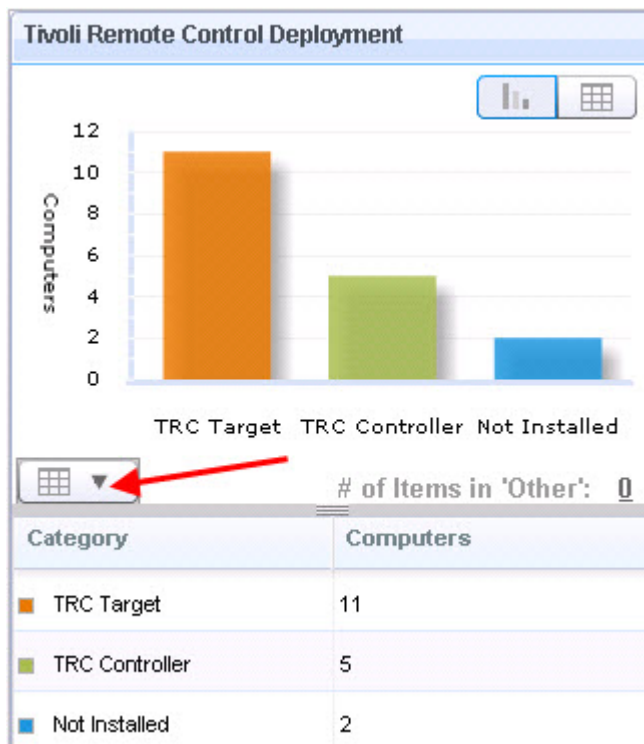 Tivoli Remote Control Deployment
12
10
8
6
4
2
0
Computers
TRC Target TRC Controller Not Installed
# of Items in 'Other': 0
Category Computers
TRC Target 11
TRC Controller 5
Not Installed 2